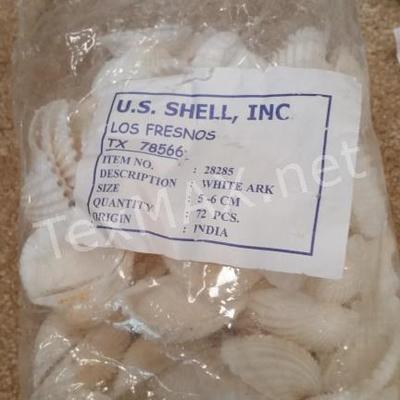 U.S. SHELL, INC
LOS FRESNOS
TX 78566
ITEM NO. : 28285
DESCRIPTION : WHITE ARK
SIZE : 5 -6 CM
QUANTITY : 72 PCS.
ORIGIN : INDIA
TexMAX.net